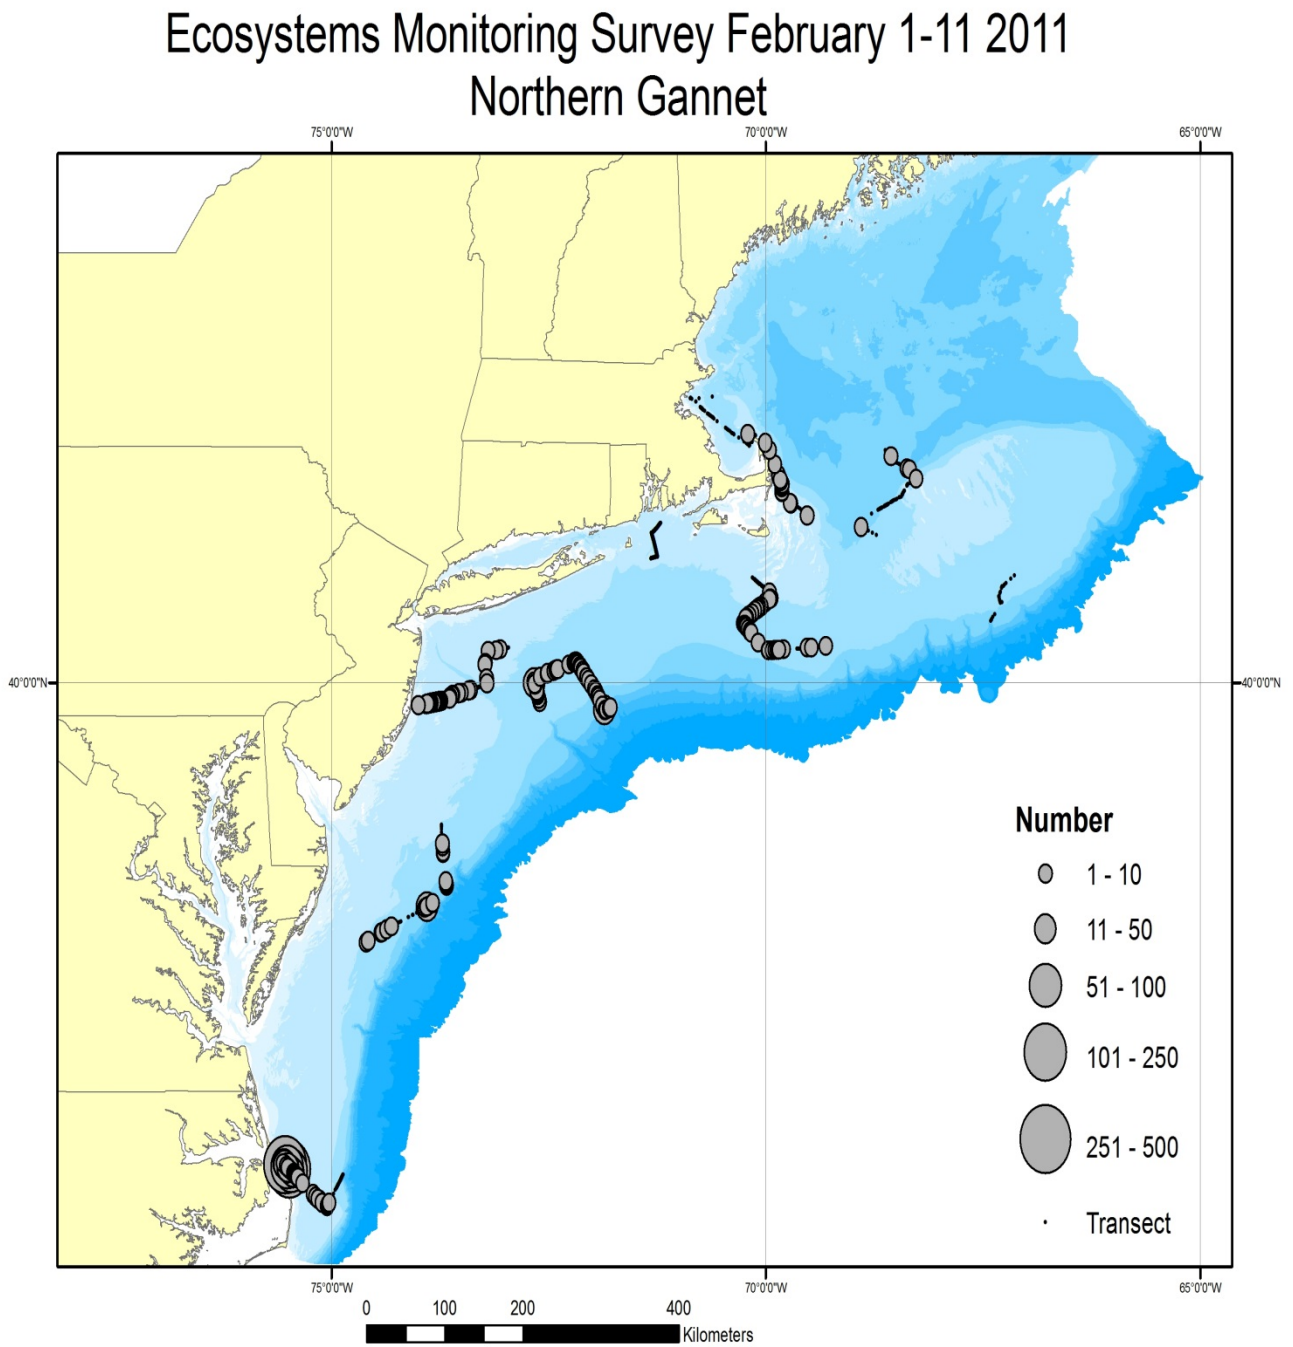 Ecosystems Monitoring Survey February 1-11 2011
Northern Gannet
75°0'0"W 70°0'0"W 65°0'0"W
40°0'0"N 40°0'0"N
Number
1 - 10
11 - 50
51 - 100
101 - 250
251 - 500
Transect
75°0'0"W 70°0'0"W 65°0'0"W
0 100 200 400
Kilometers